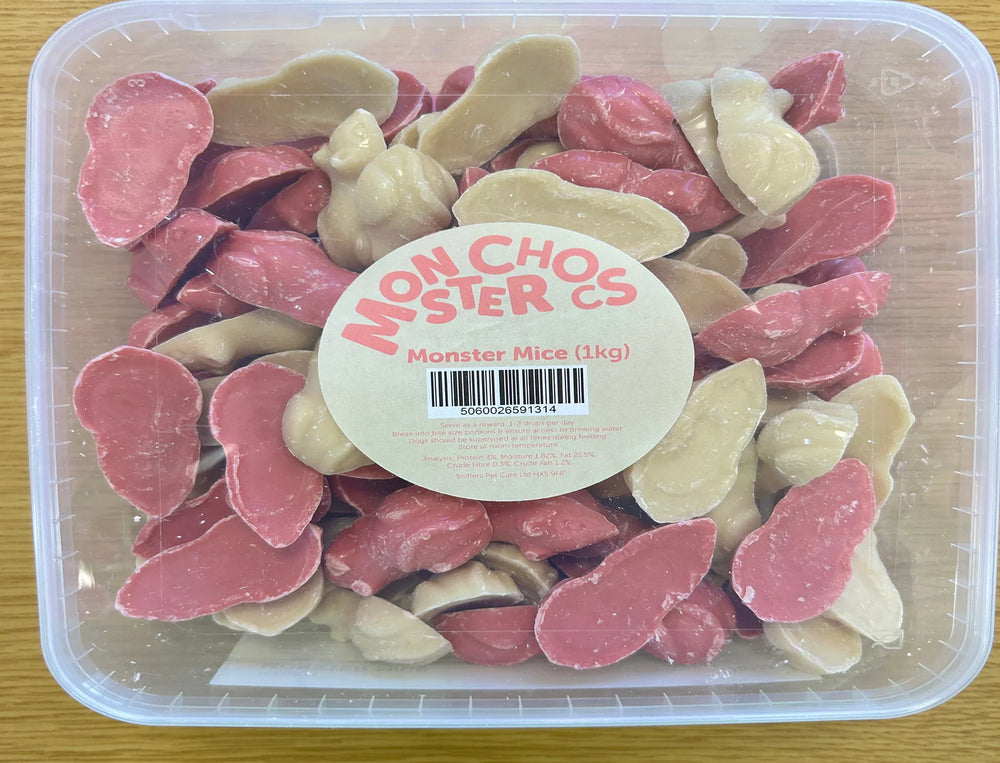 MONSTER CHOCS
Monster Mice (1kg)
5060026591314
Serve as a reward. 1-2 drops per day.
Break into bite size portions & ensure access to drinking water.
Dogs should be supervised at all times during feeding
Store at room temperature
Analysis, Protein 3%, Moisture 1.82%, Fat 21.5%,
Crude Fibre 0.3%, Crude Ash 1.2%.
Sniffers Pet Care Ltd HX5 9HF